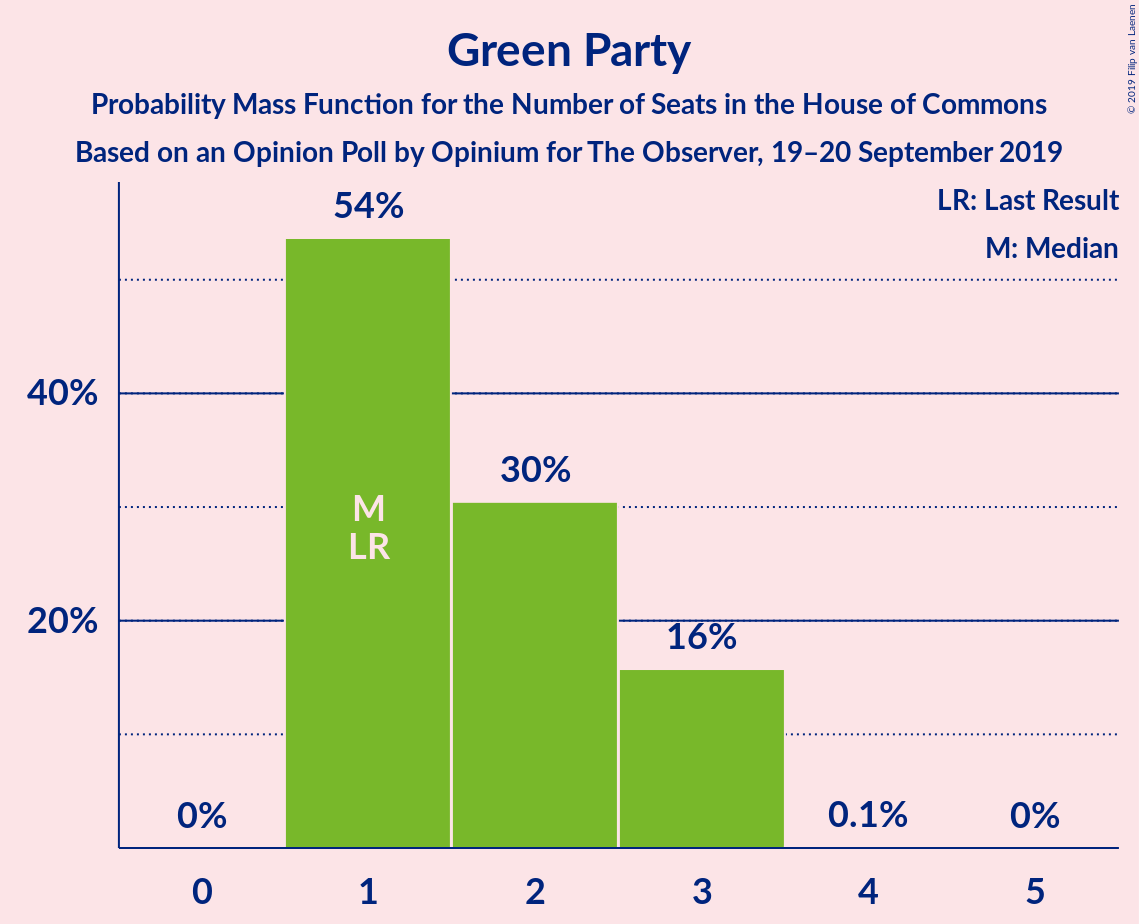 Green Party
Probability Mass Function for the Number of Seats in the House of Commons
Based on an Opinion Poll by Opinium for The Observer, 19–20 September 2019
© 2019 Filip van Laenen
LR: Last Result
M: Median
54%
40%
30%
M
LR
20%
16%
0%
0.1%
0%
0 1 2 3 4 5